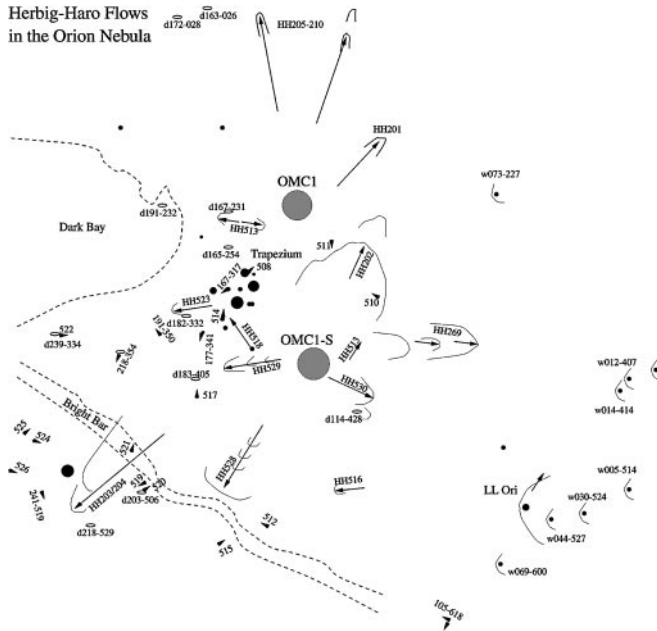 Herbig-Haro Flows
in the Orion Nebula
d163-026
d172-028
HH205-210
HH201
OMC1
w073-227
d191-232
d167-231
Dark Bay
HH513
d165-254
Trapezium
511
HH202
508
167-317
510
HH523
514
d182-332
191-350
522
d239-334
HH518
177-341
OMC1-S
HH513
HH269
218-354
HH529
d183-405
w012-407
HH530
517
w014-414
d114-428
Bright Bar
523
524
521
526
HH528
HH516
w005-514
519
520
LL Ori
HH203/204
d203-506
241-519
w030-524
512
d218-529
w044-527
515
w069-600
105-618